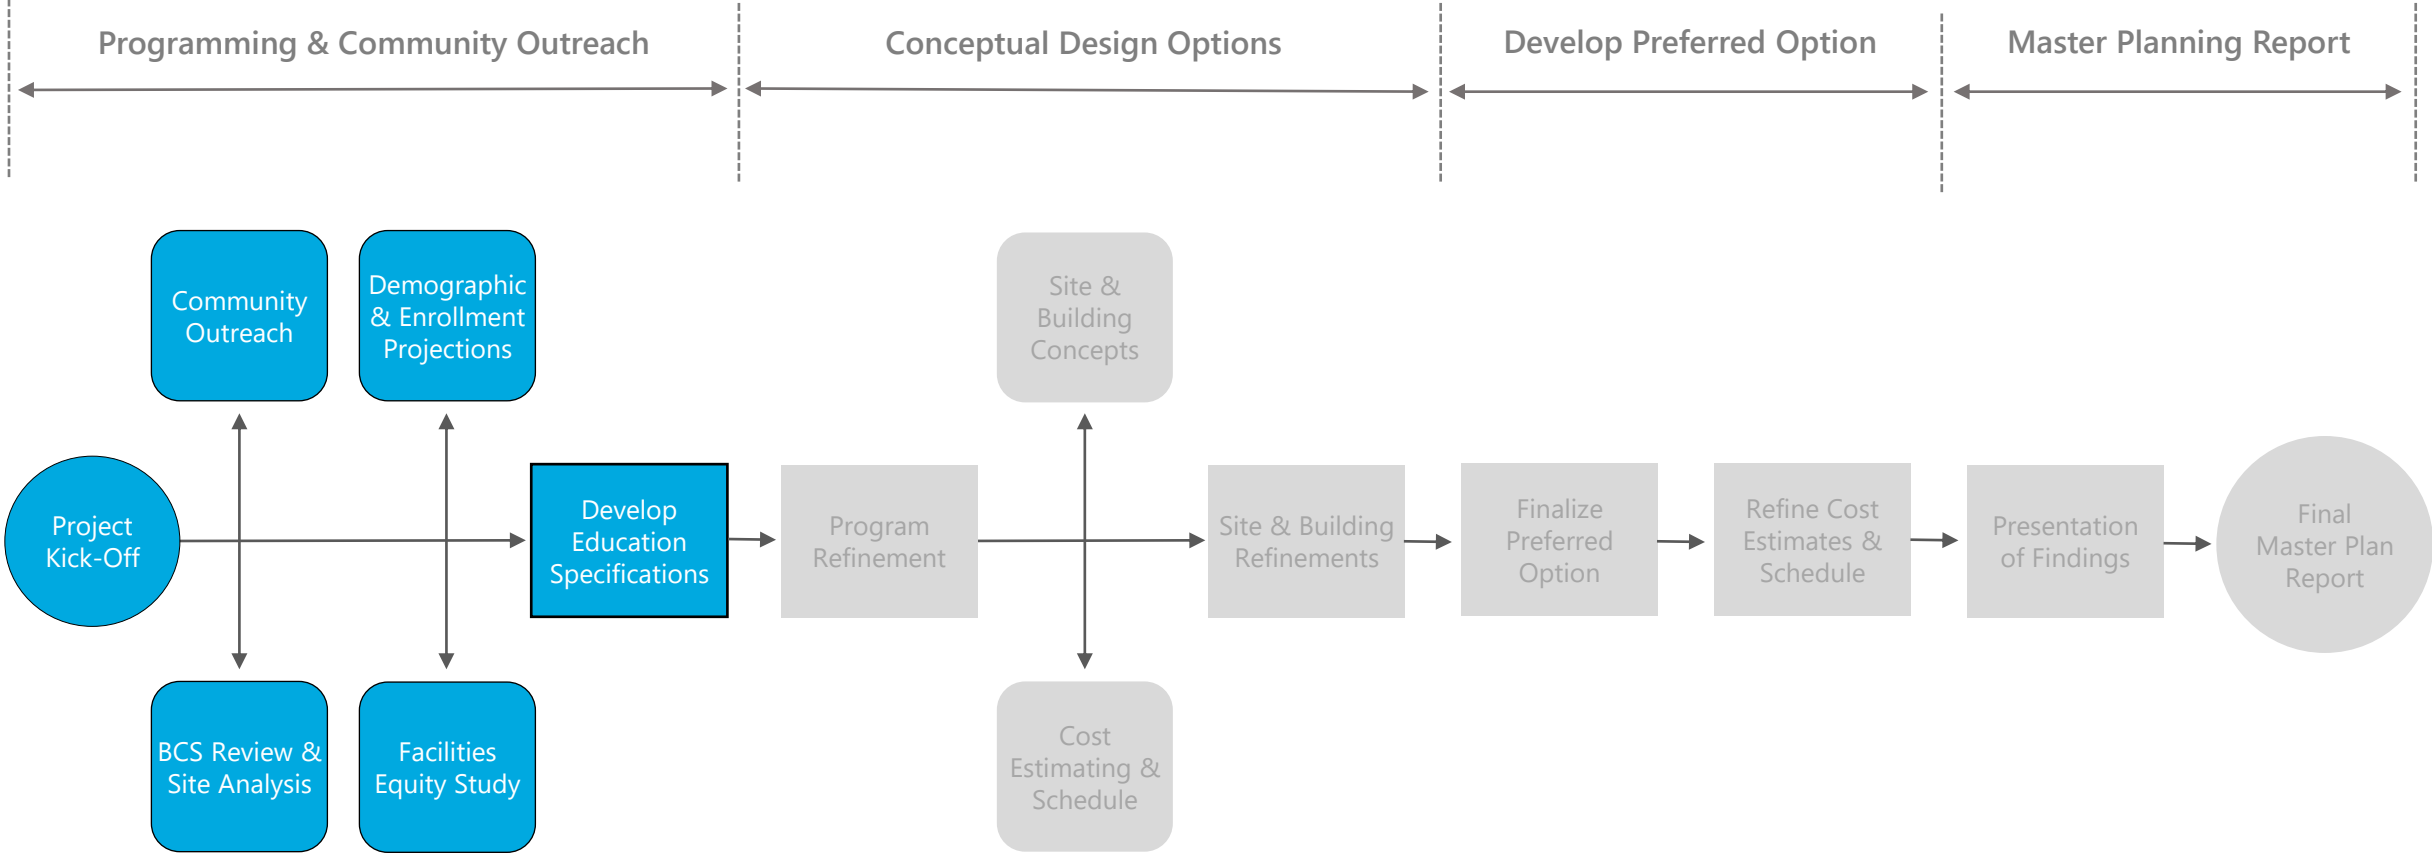 Programming & Community Outreach
Conceptual Design Options
Develop Preferred Option
Master Planning Report
Community
Outreach
Demographic
& Enrollment
Projections
Site &
Building
Concepts
Project
Kick-Off
Develop
Education
Specifications
Program
Refinement
Site & Building
Refinements
Finalize
Preferred
Option
Refine Cost
Estimates &
Schedule
Presentation
of Findings
Final
Master Plan
Report
BCS Review &
Site Analysis
Facilities
Equity Study
Cost
Estimating &
Schedule